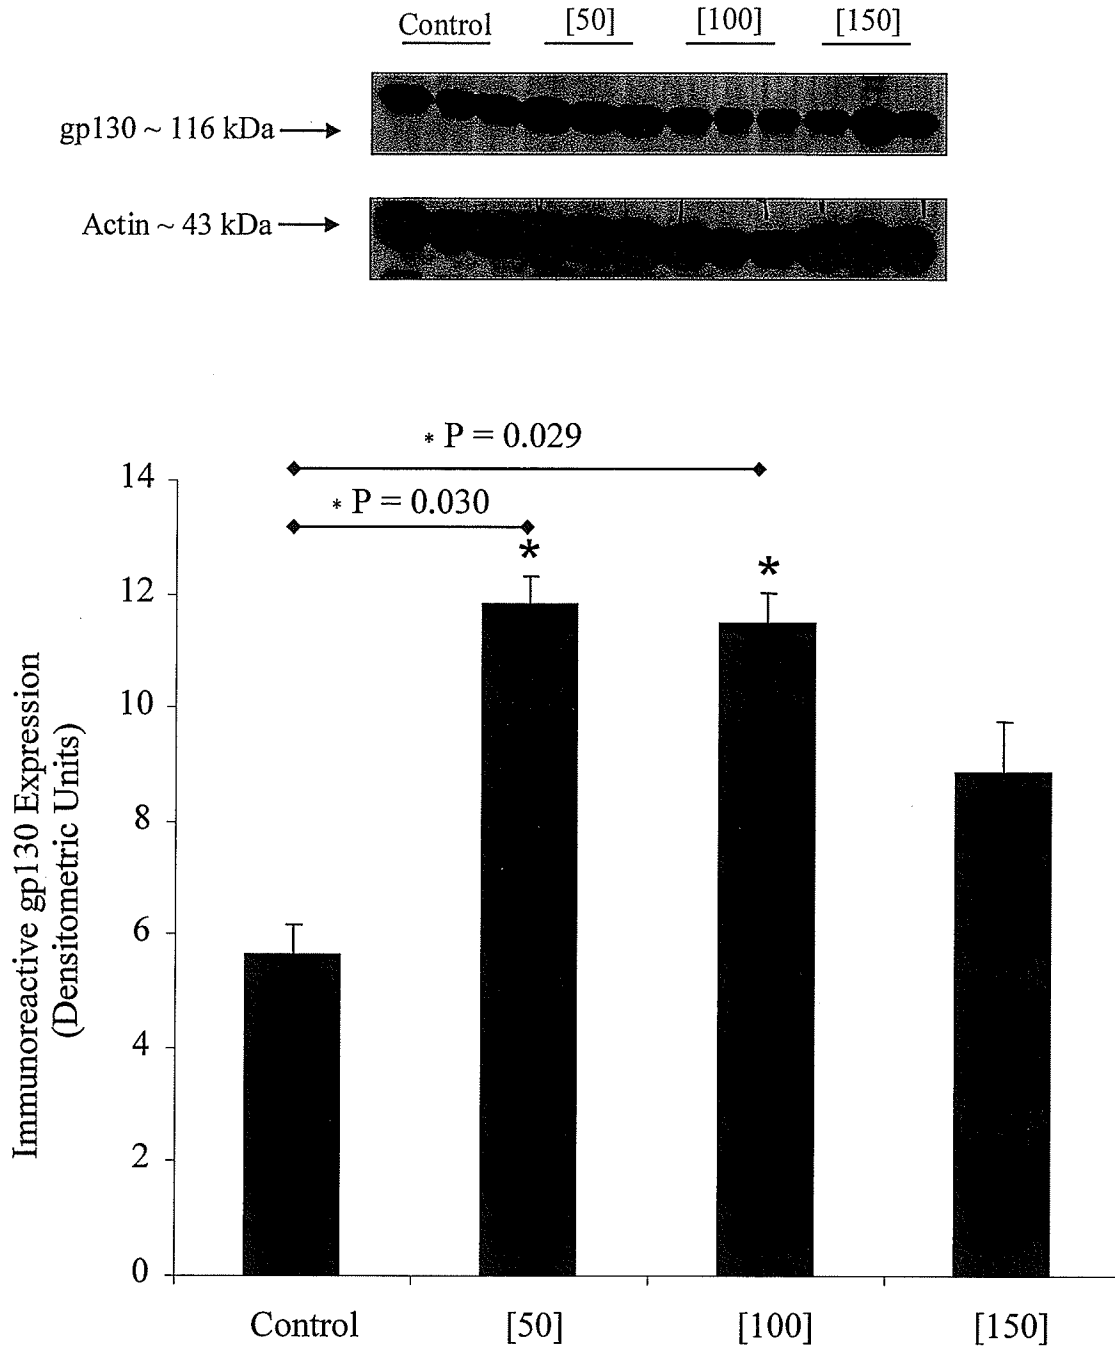 Control [50] [100] [150]
gp130 ~ 116 kDa
Actin ~ 43 kDa
* P = 0.029
* P = 0.030
* *
14
12
10
8
6
4
2
0
Immunoreactive gp130 Expression
(Densitometric Units)
Control [50] [100] [150]